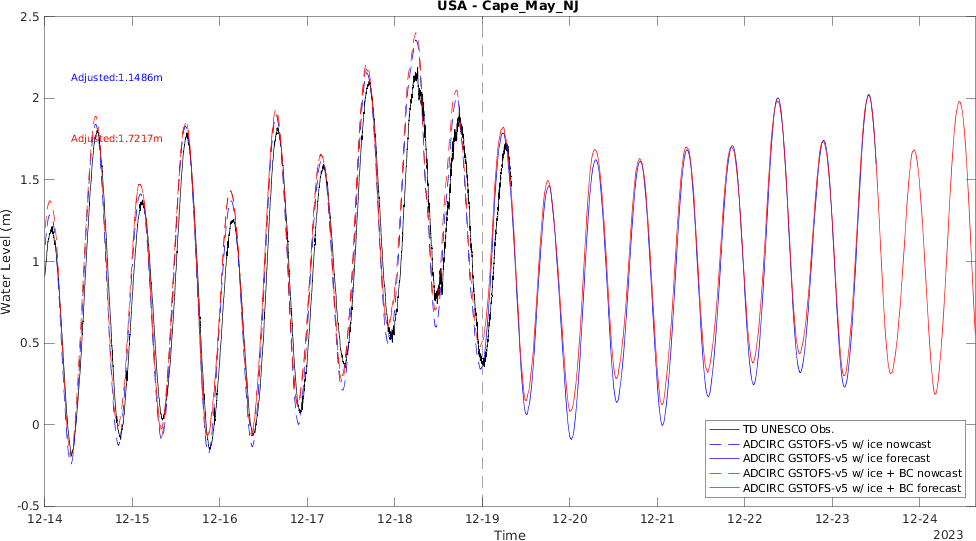 USA - Cape_May_NJ
2.5
2
1.5
1
0.5
0
-0.5
Water Level (m)
Adjusted:1.1486m
Adjusted:1.7217m
TD UNESCO Obs.
ADCIRC GSTOFS-v5 w/ ice nowcast
ADCIRC GSTOFS-v5 w/ ice forecast
ADCIRC GSTOFS-v5 w/ ice + BC nowcast
ADCIRC GSTOFS-v5 w/ ice + BC forecast
12-14 12-15 12-16 12-17 12-18 12-19 12-20 12-21 12-22 12-23 12-24
Time
2023